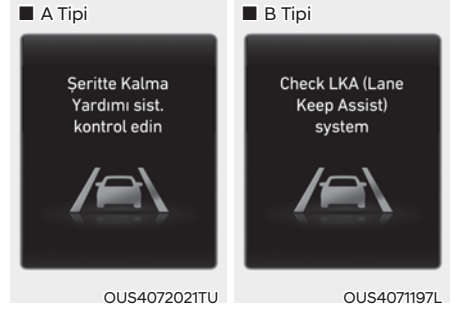 ■ A Tipi
Şeritte Kalma
Yardımı sist.
kontrol edin
OUS4072021TU
■ B Tipi
Check LKA (Lane
Keep Assist)
system
OUS4071197L